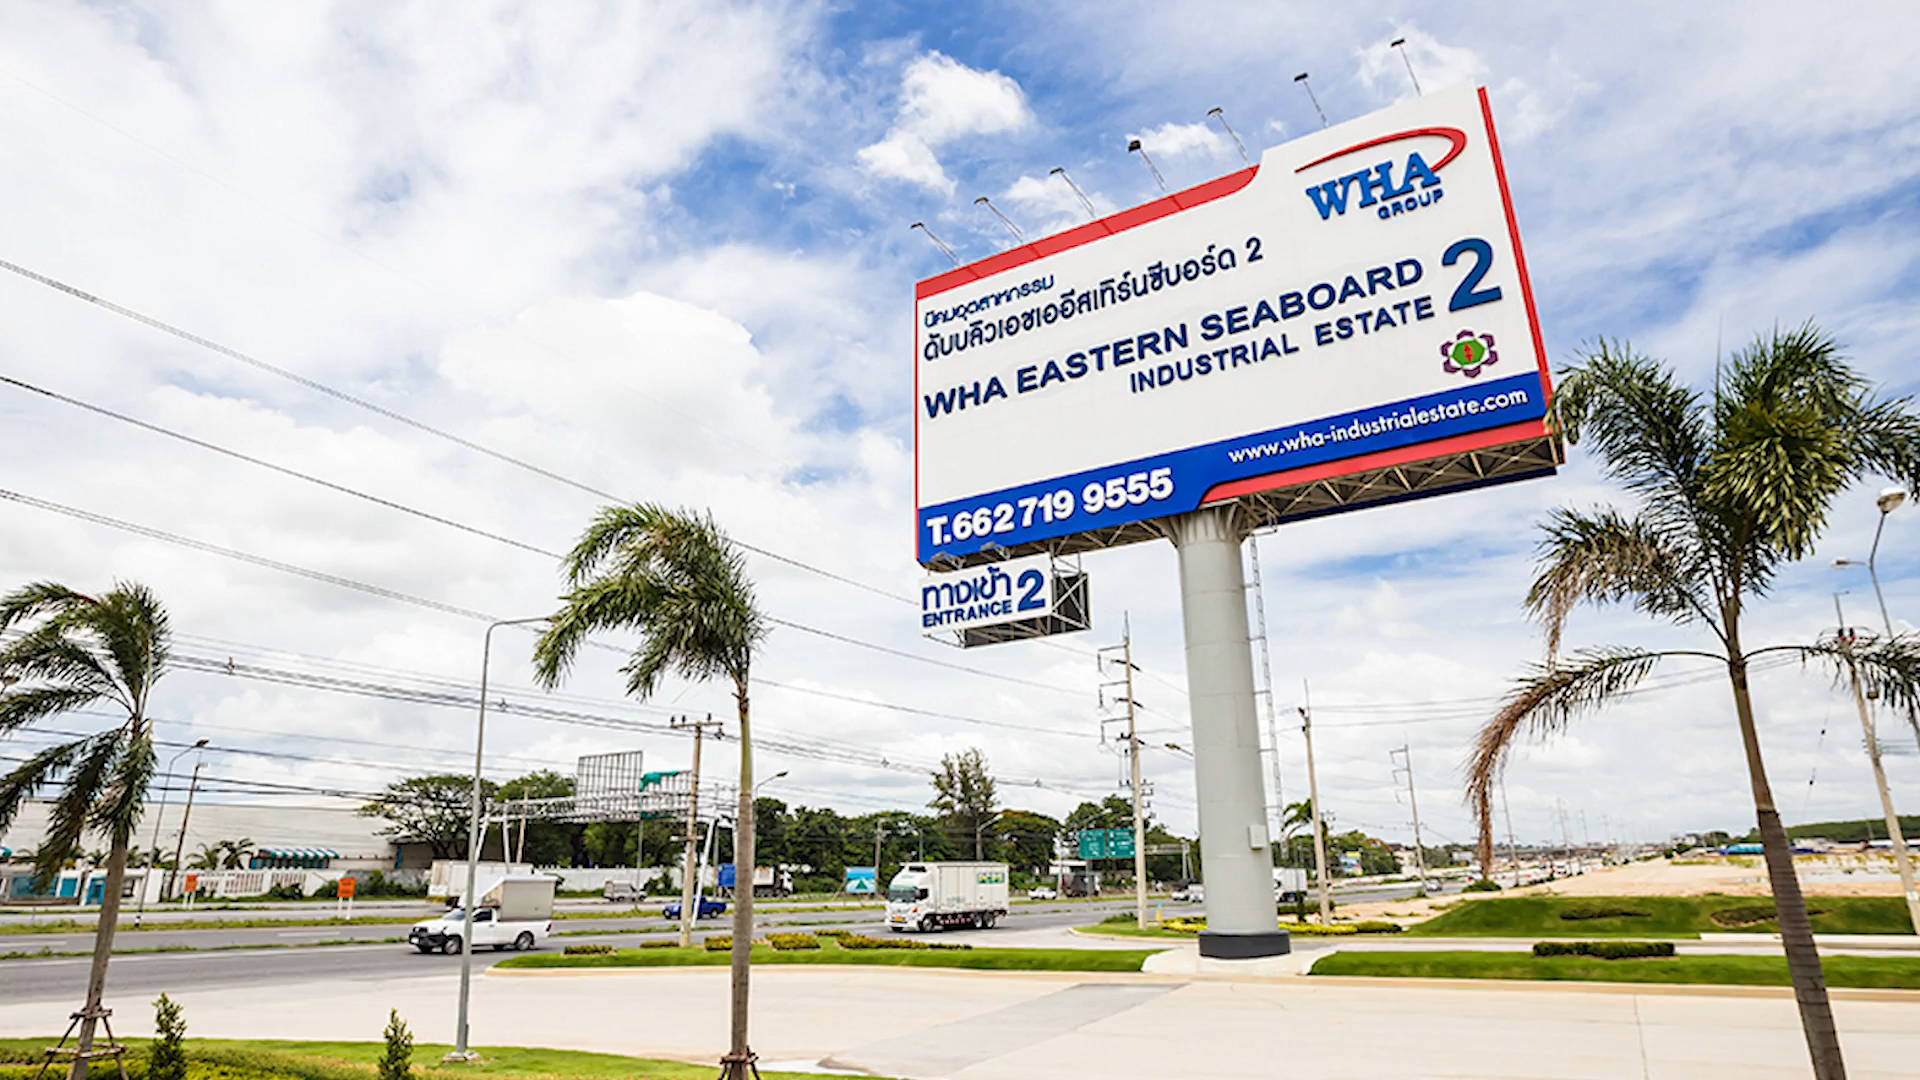 WHA
GROUP
นิคมอุตสาหกรรม
ดับบลิวเอชเออีสเทิร์นซีบอร์ด 2
WHA EASTERN SEABOARD 2
INDUSTRIAL ESTATE
www.wha-industrialestate.com
T.662 719 9555
ทางเข้า 2
ENTRANCE